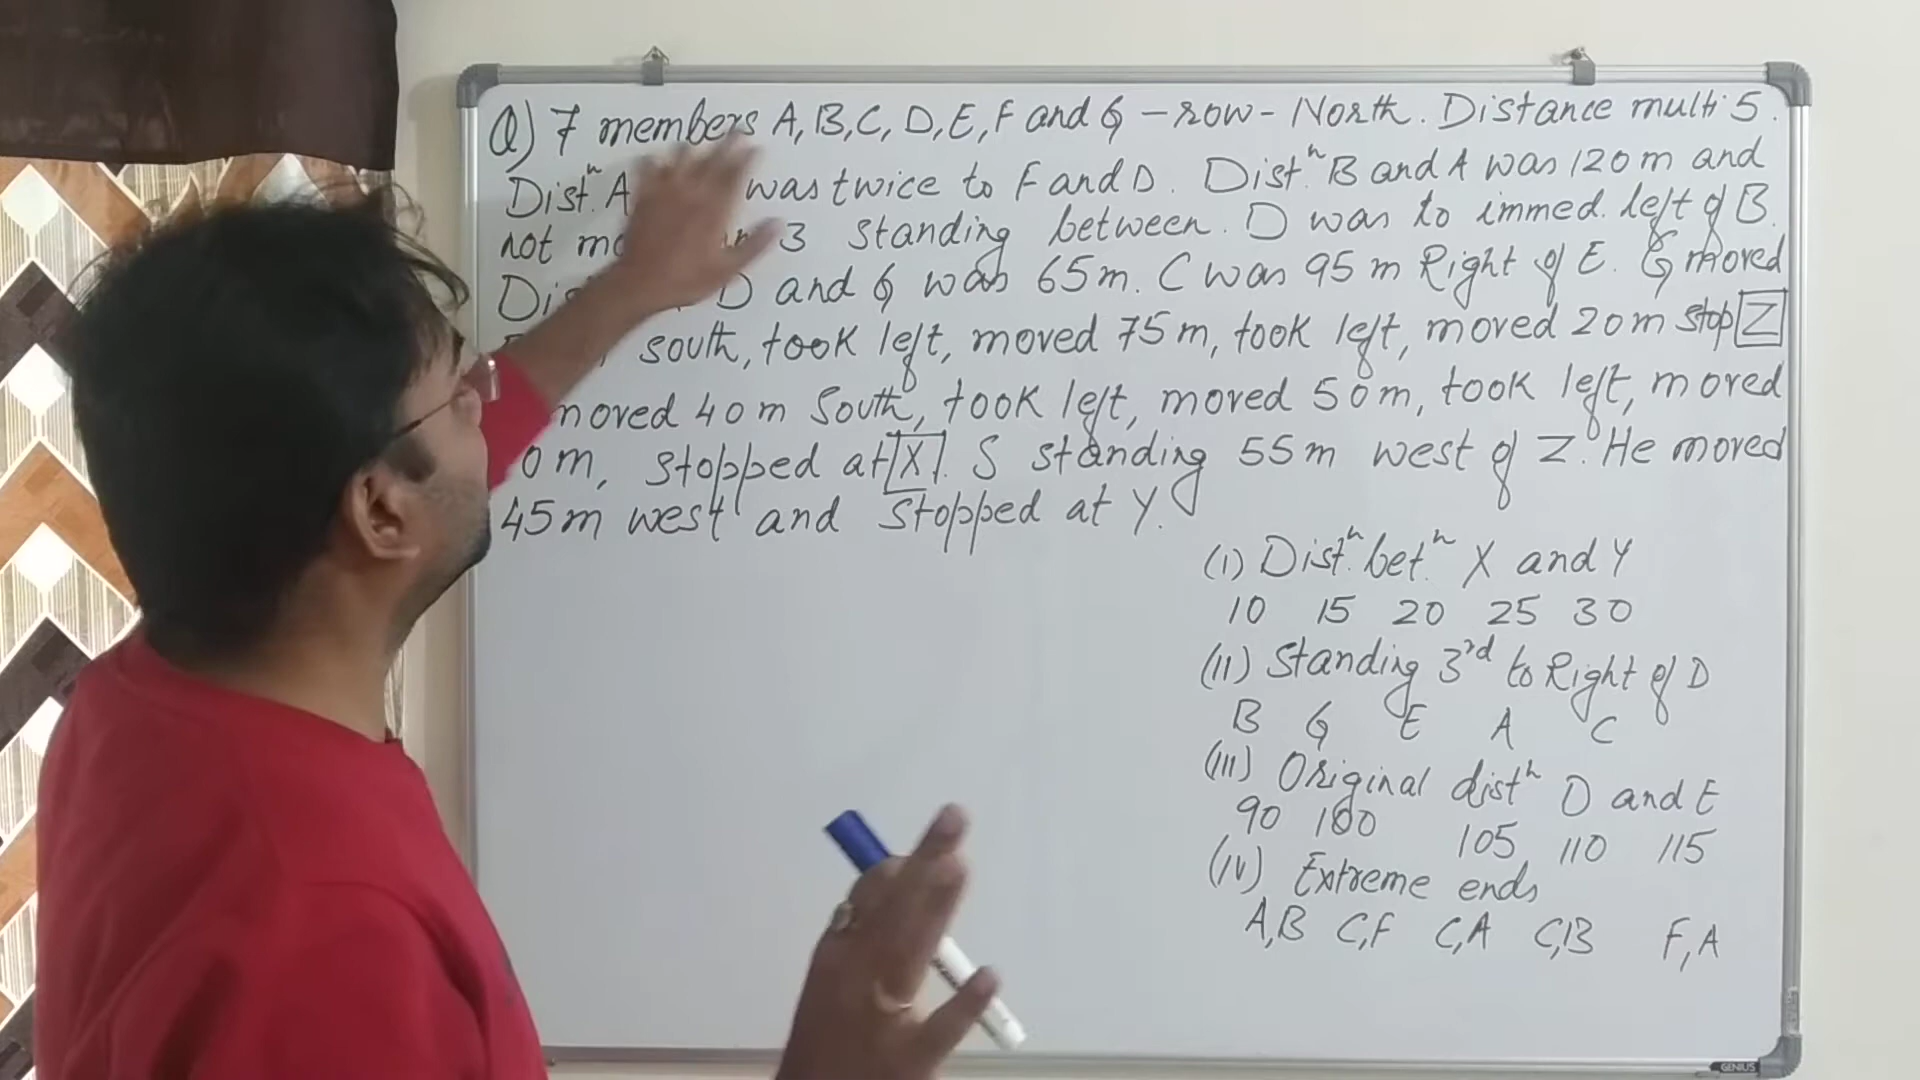 Q) 7 members A, B, C, D, E, F and G - row - North. Distance multi 5.
Dist.ⁿ A was twice to F and D. Dist.ⁿ B and A was 120 m and
not 3 standing between. D was to immed. left of B.
D and G was 65 m. C was 95 m Right of E. G moved
south, took left, moved 75 m, took left, moved 20 m stop Z
moved 40 m South, took left, moved 50 m, took left, moved
0 m, stopped at X. S standing 55 m west of Z. He moved
45 m west and stopped at Y.
(I) Dist.ⁿ bet.ⁿ X and Y
10 15 20 25 30
(II) Standing 3rd to Right of D
B G E A C
(III) Original distⁿ D and E
90 100 105 110 115
(IV) Extreme ends
A,B C,F C,A C,B F,A
GENIUS